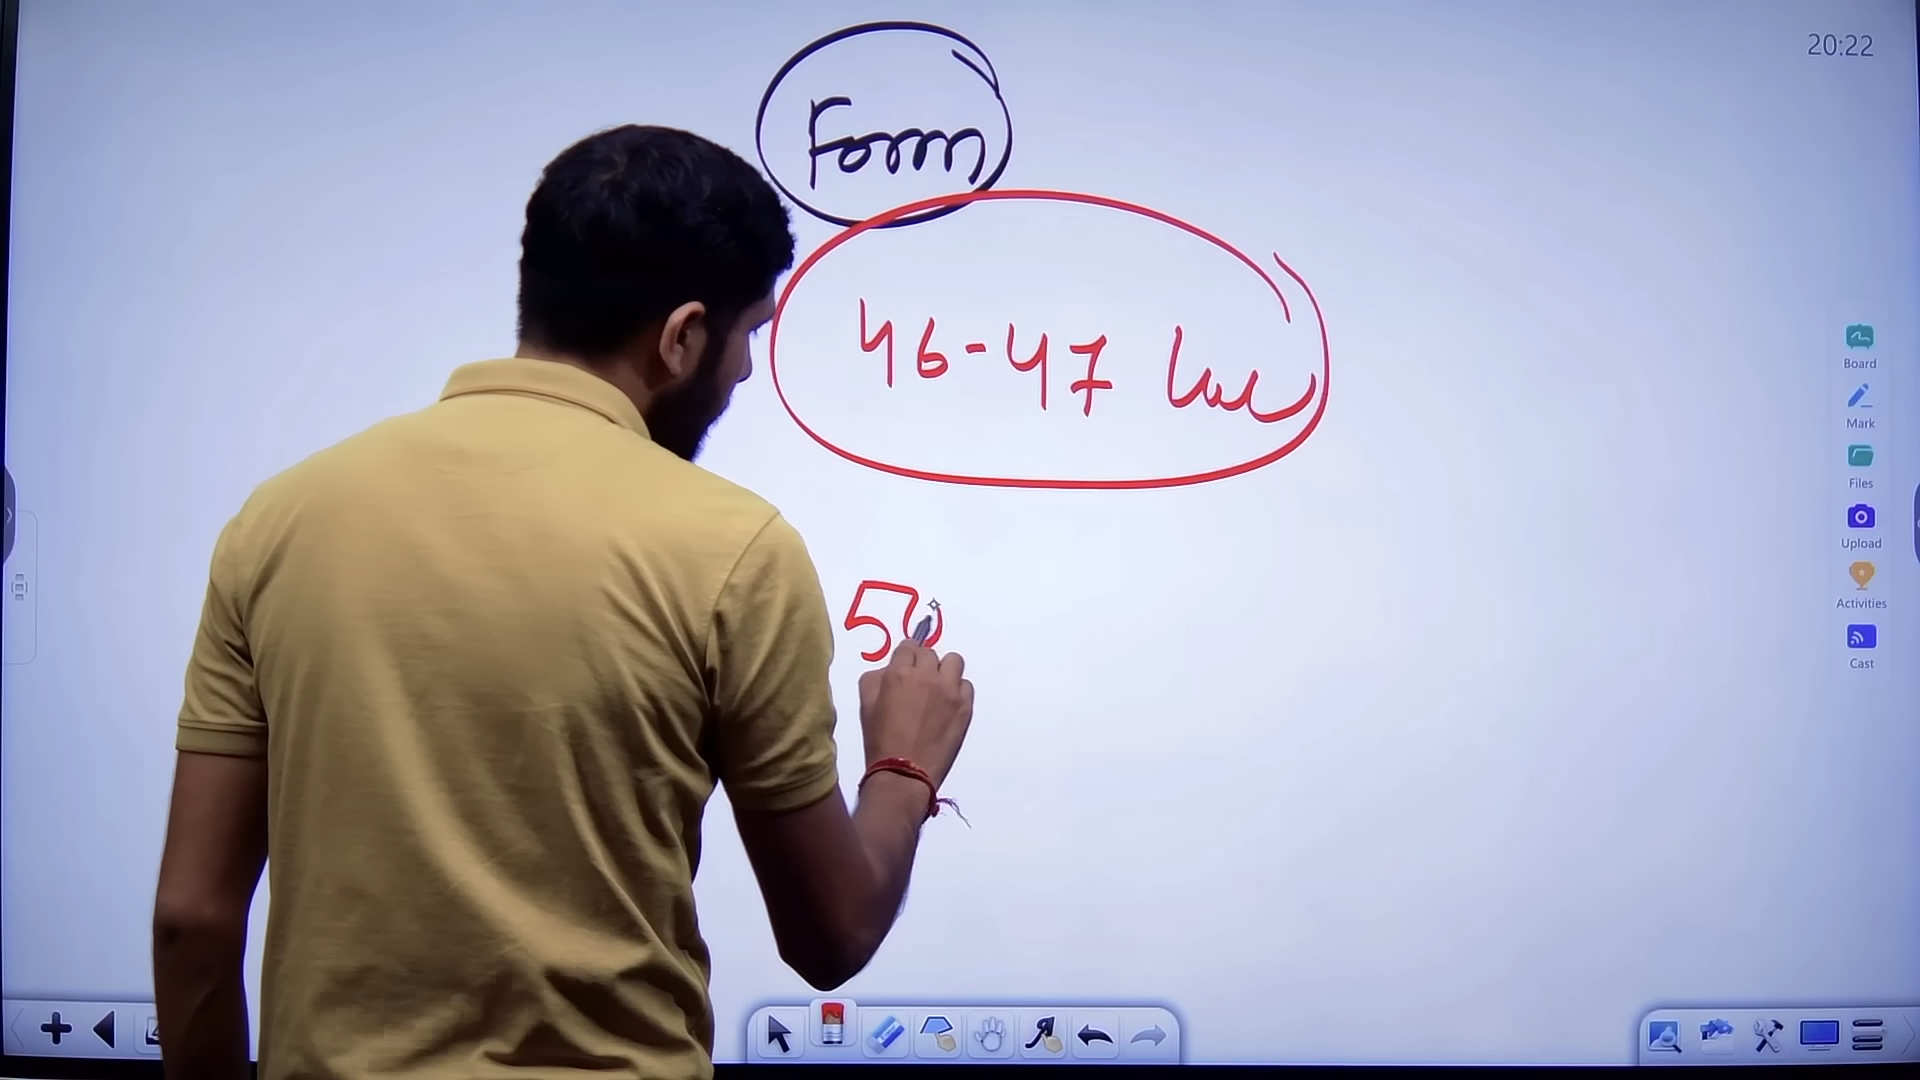 20:22
Form
46-47 Lac
50
Board
Mark
Files
Upload
Activities
Cast